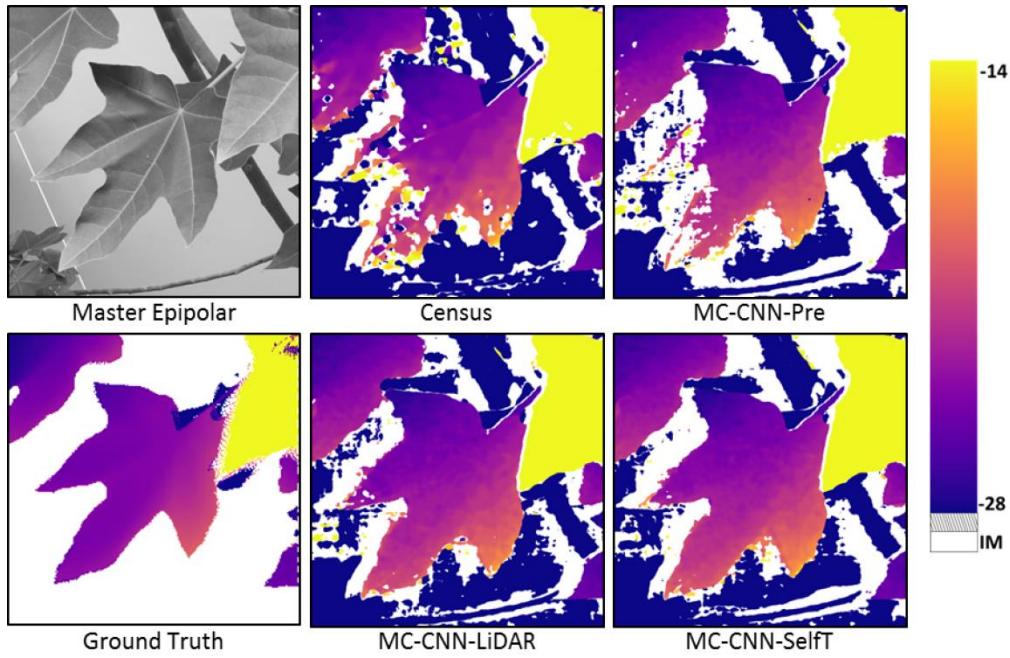 Master Epipolar
Census
MC-CNN-Pre
-14
-28
IM
Ground Truth
MC-CNN-LiDAR
MC-CNN-SelfT